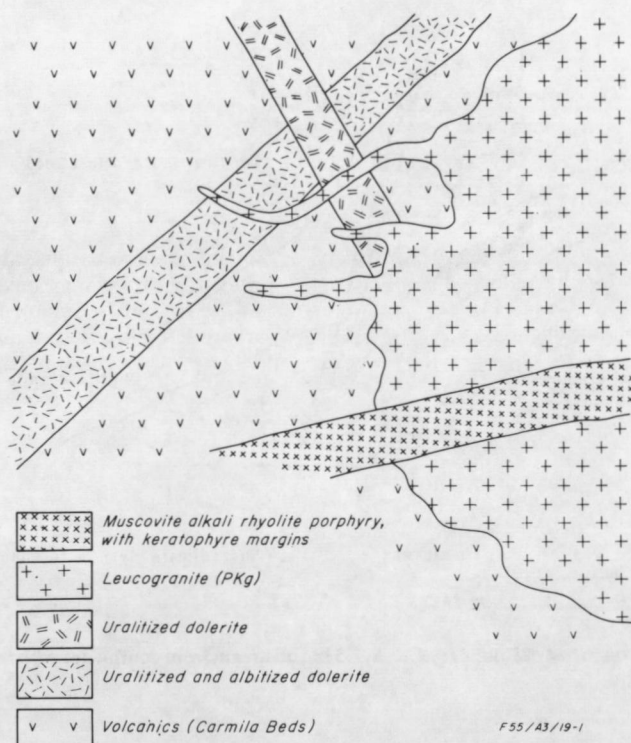 Muscovite alkali rhyolite porphyry,
with keratophyre margins
Leucogranite (PKg)
Uralitized dolerite
Uralitized and albitized dolerite
Volcanics (Carmila Beds)
F55/A3/19-1